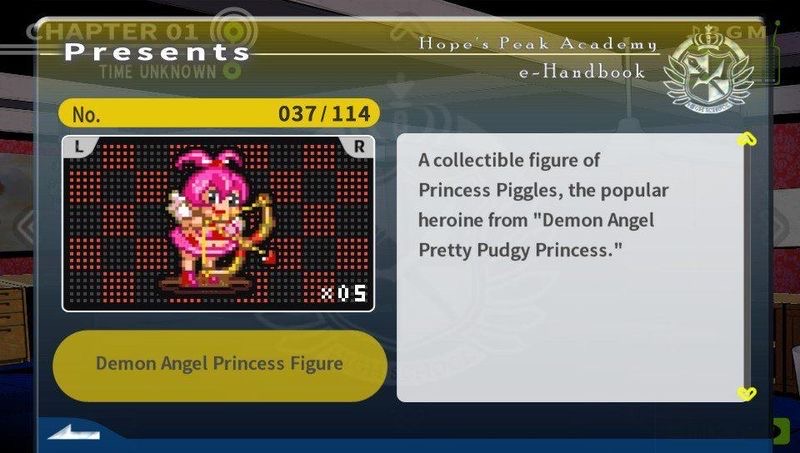 CHAPTER 01
BGM
Presents
Hope's Peak Academy
TIME UNKNOWN
e-Handbook
No. 037/114
L
R
A collectible figure of
Princess Piggles, the popular
heroine from "Demon Angel
Pretty Pudgy Princess."
×05
Demon Angel Princess Figure